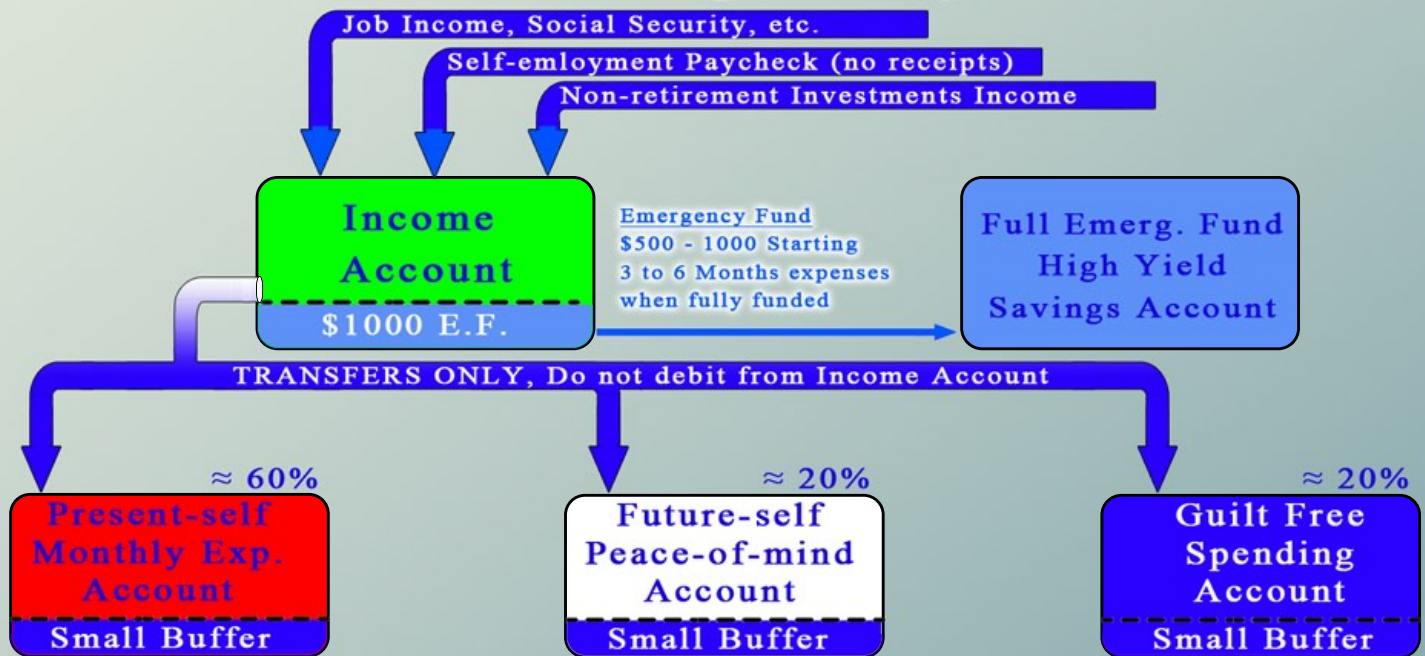 Job Income, Social Security, etc.
Self-emloyment Paycheck (no receipts)
Non-retirement Investments Income
Income
Account
$1000 E.F.
Emergency Fund
$500 - 1000 Starting
3 to 6 Months expenses
when fully funded
Full Emerg. Fund
High Yield
Savings Account
TRANSFERS ONLY, Do not debit from Income Account
≈ 60%
Present-self
Monthly Exp.
Account
Small Buffer
≈ 20%
Future-self
Peace-of-mind
Account
Small Buffer
≈ 20%
Guilt Free
Spending
Account
Small Buffer